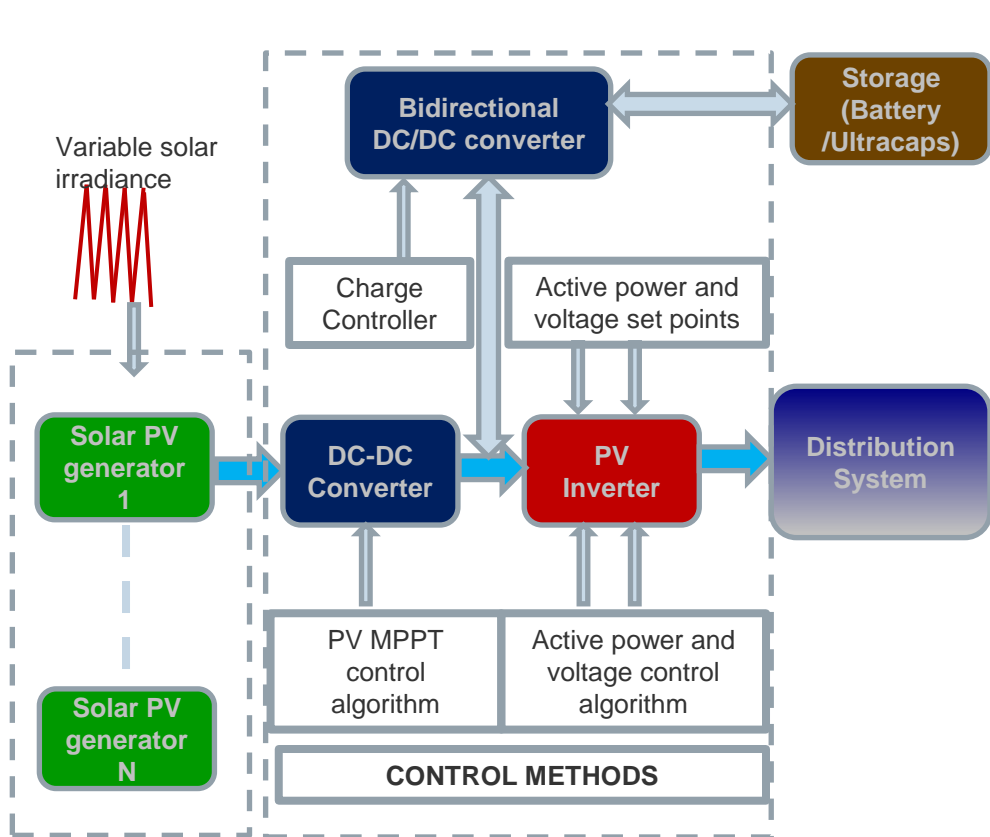 Bidirectional
DC/DC converter
Storage
(Battery
/Ultracaps)
Variable solar
irradiance
Charge
Controller
Active power and
voltage set points
Solar PV
generator
1
DC-DC
Converter
PV
Inverter
Distribution
System
PV MPPT
control
algorithm
Active power and
voltage control
algorithm
Solar PV
generator
N
CONTROL METHODS